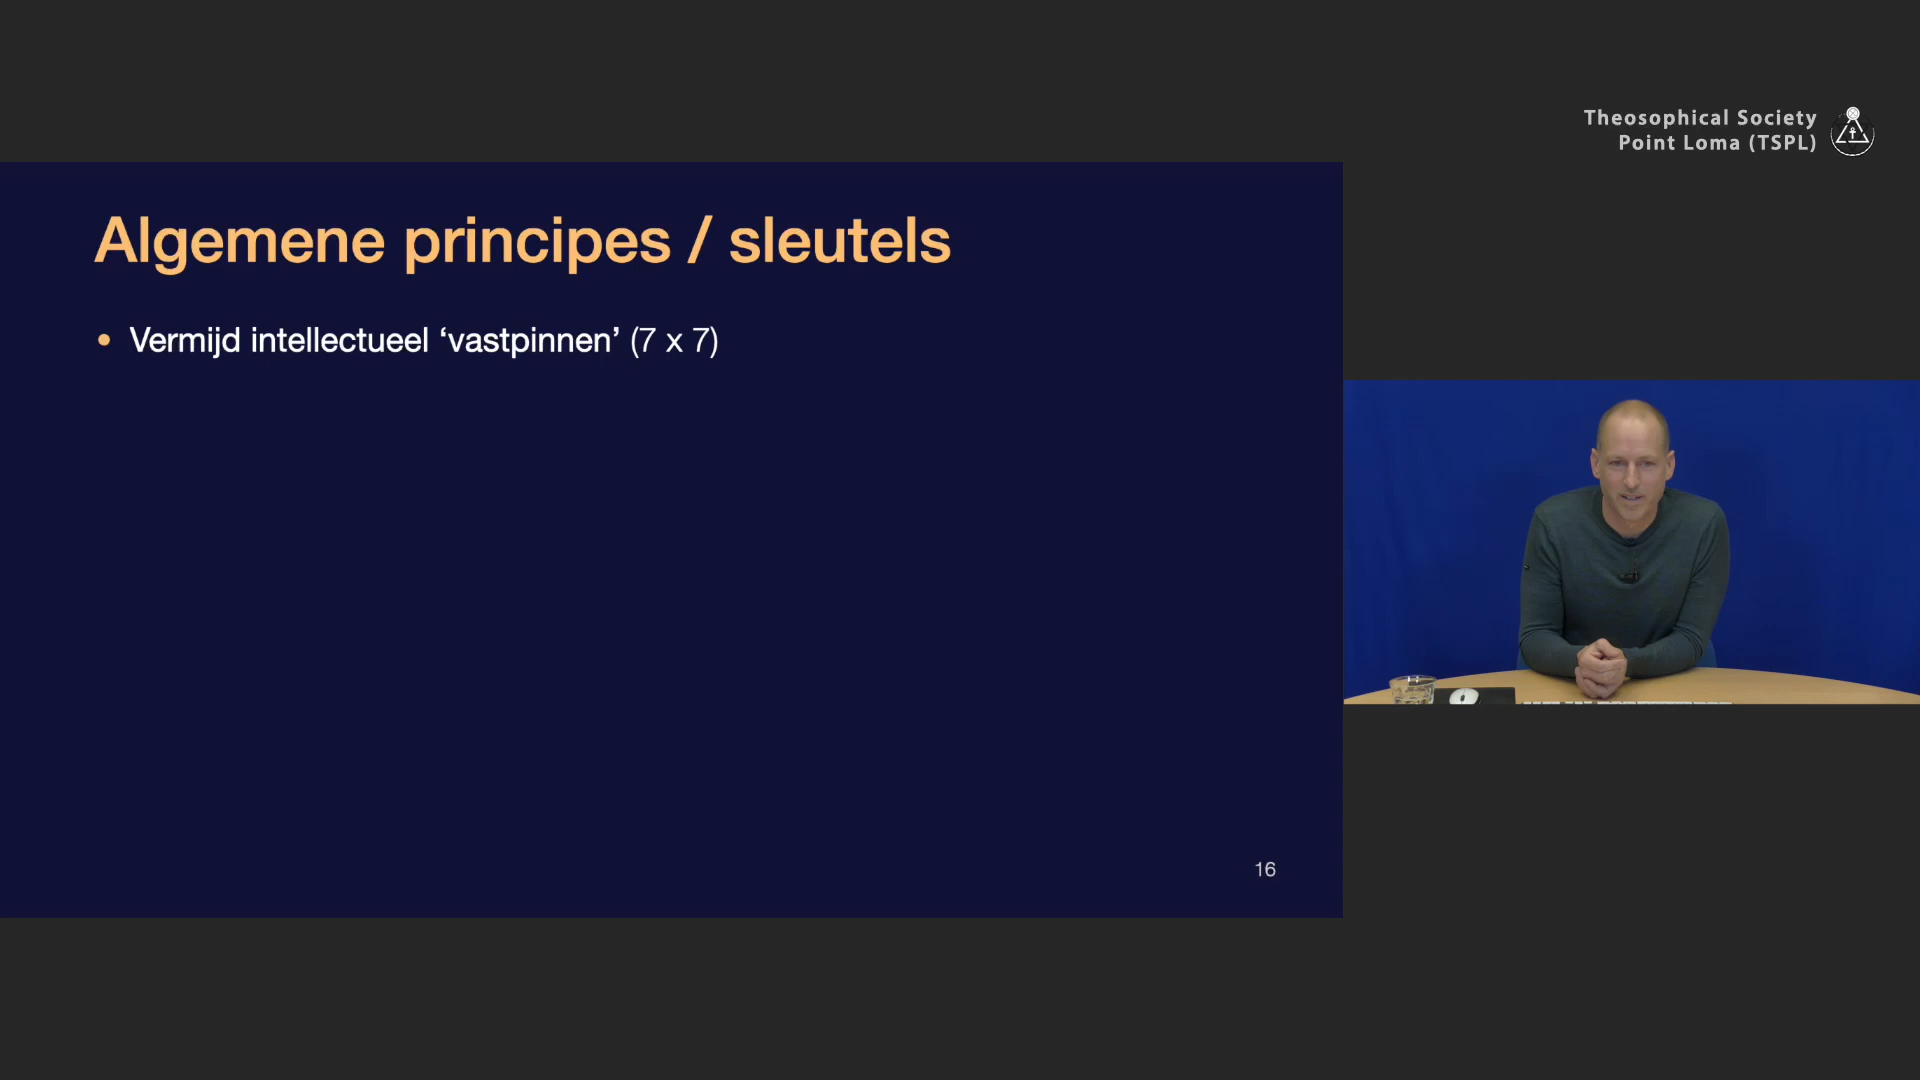 Theosophical Society
Point Loma (TSPL)
Algemene principes / sleutels
• Vermijd intellectueel ‘vastpinnen’ (7 x 7)
16